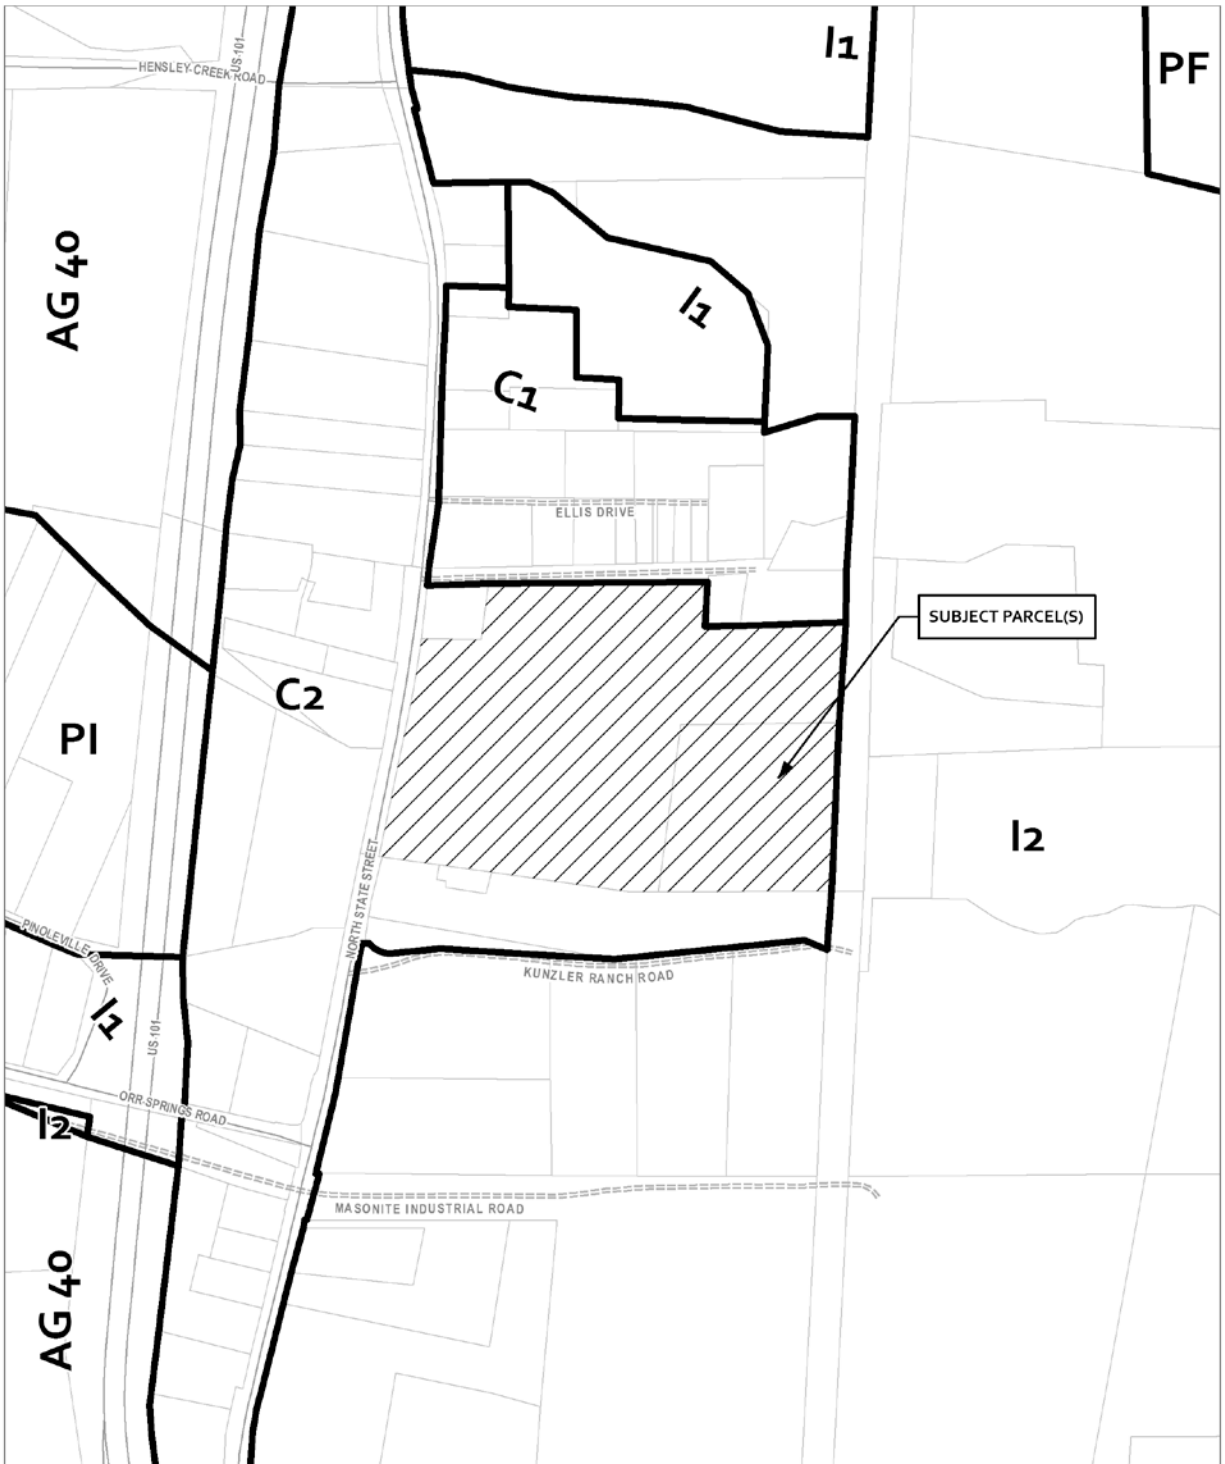 I1
PF
US 101
HENSLEY CREEK ROAD
AG 40
I1
C1
ELLIS DRIVE
SUBJECT PARCEL(S)
C2
PI
I2
NORTH STATE STREET
PINOLEVILLE DRIVE
KUNZLER RANCH ROAD
I1
US 101
ORR SPRINGS ROAD
I2
MASONITE INDUSTRIAL ROAD
AG 40